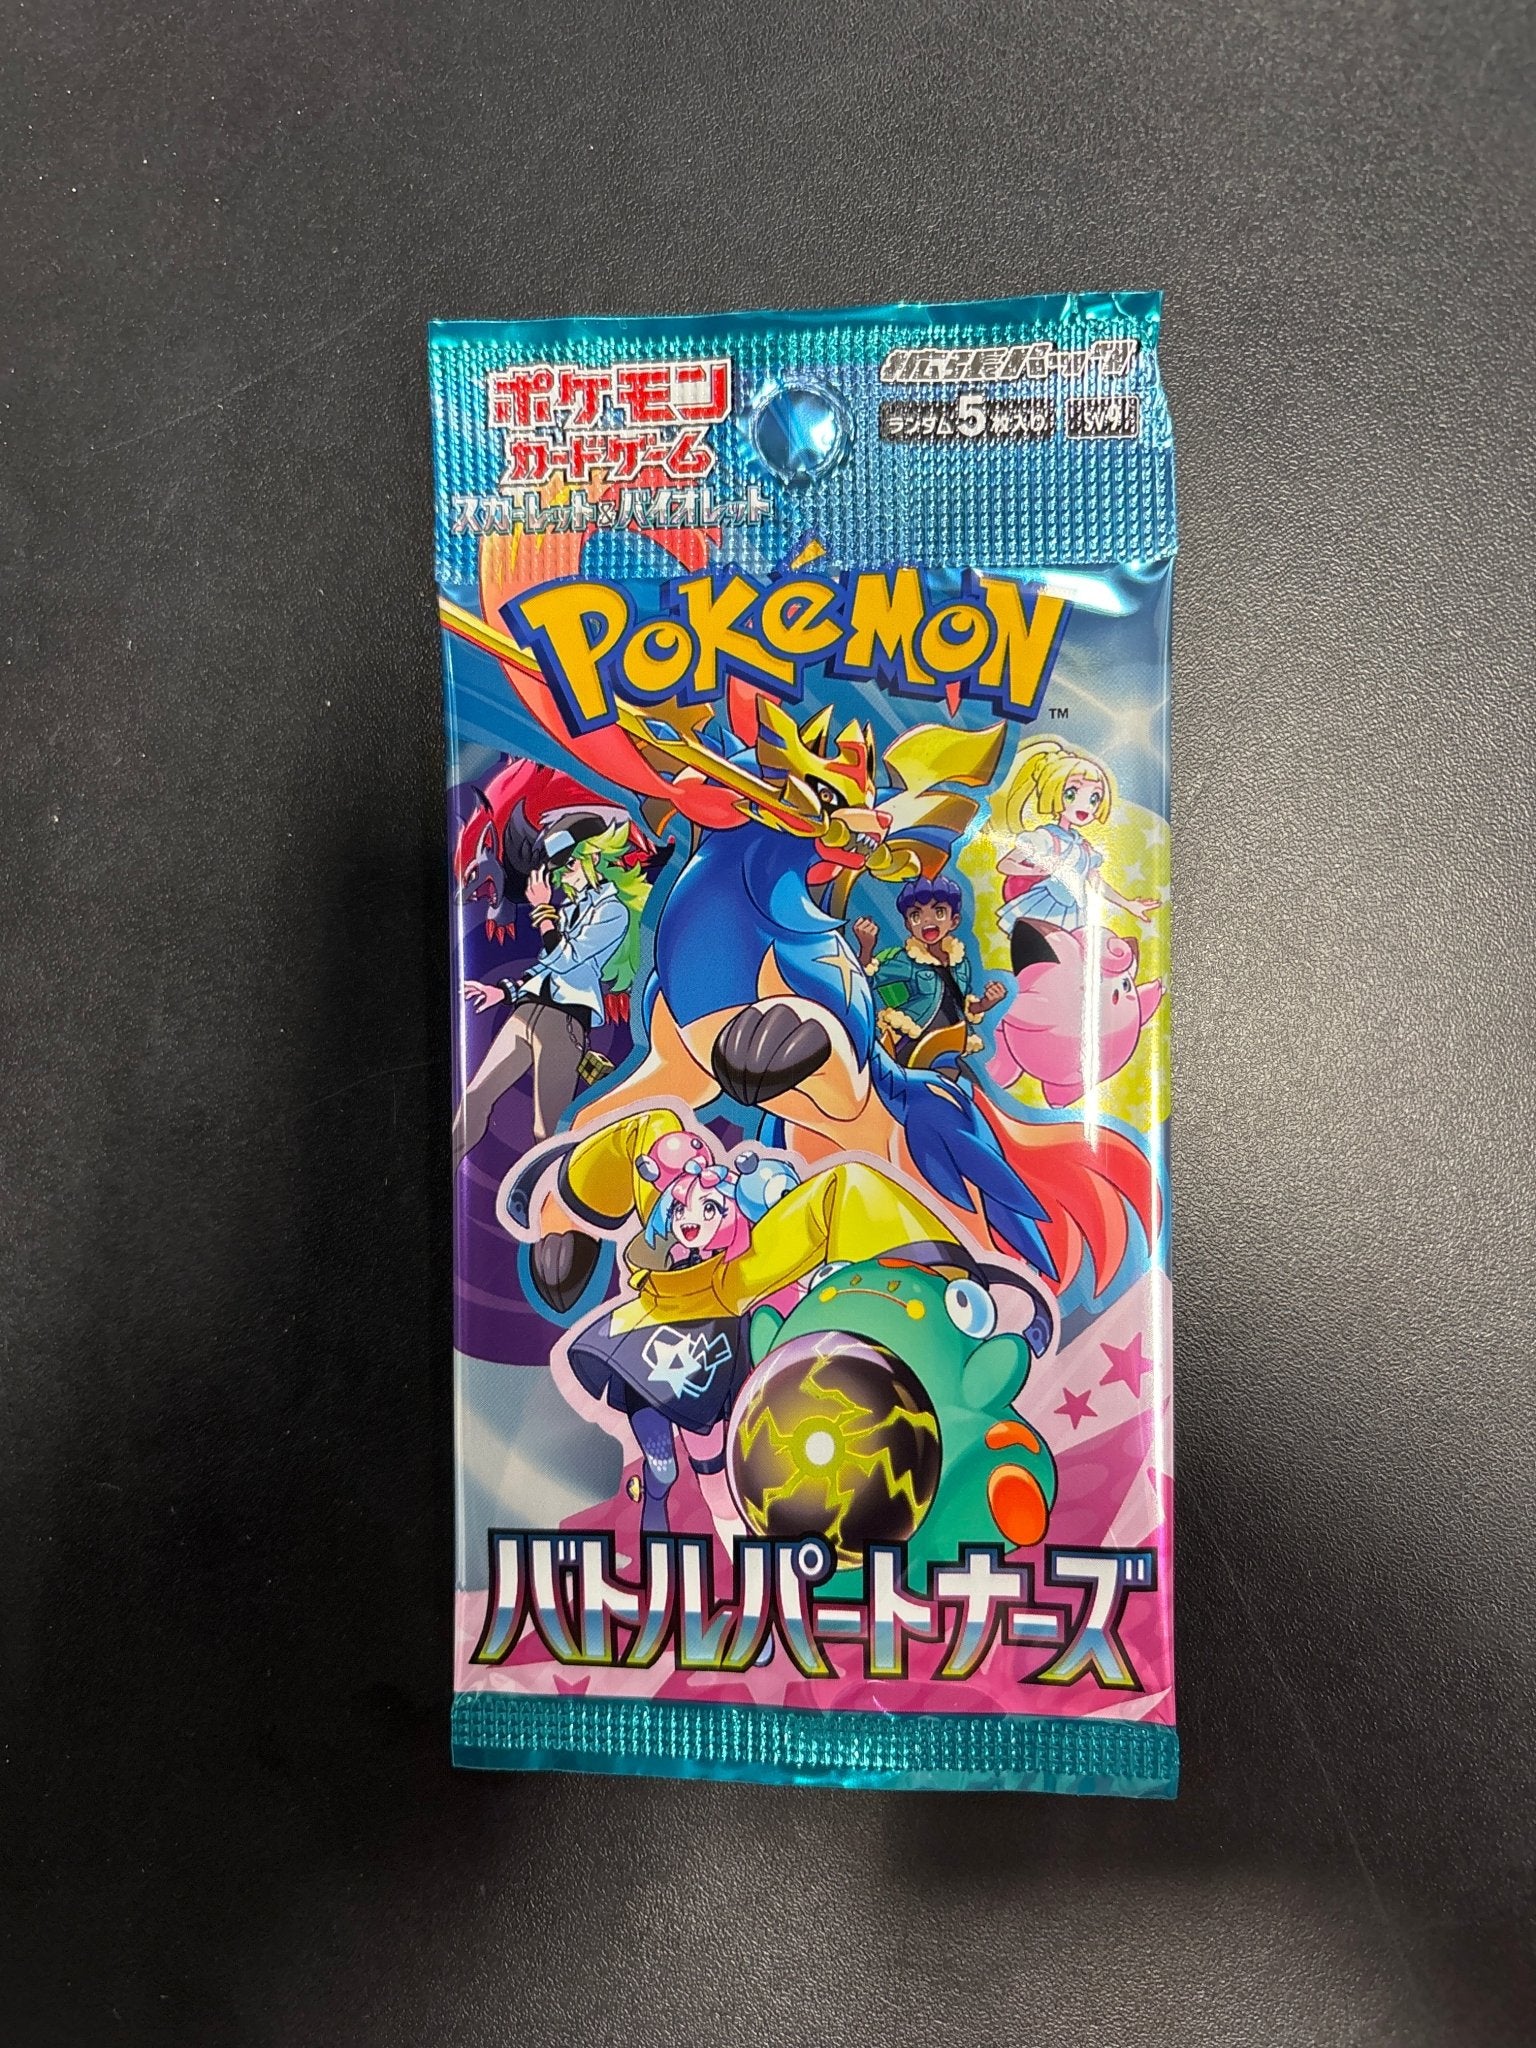 ポケモン
カードゲーム
スカーレット&バイオレット
拡張パック
ランダム5枚入り
SV9
POKéMON
TM
バトルパートナーズ